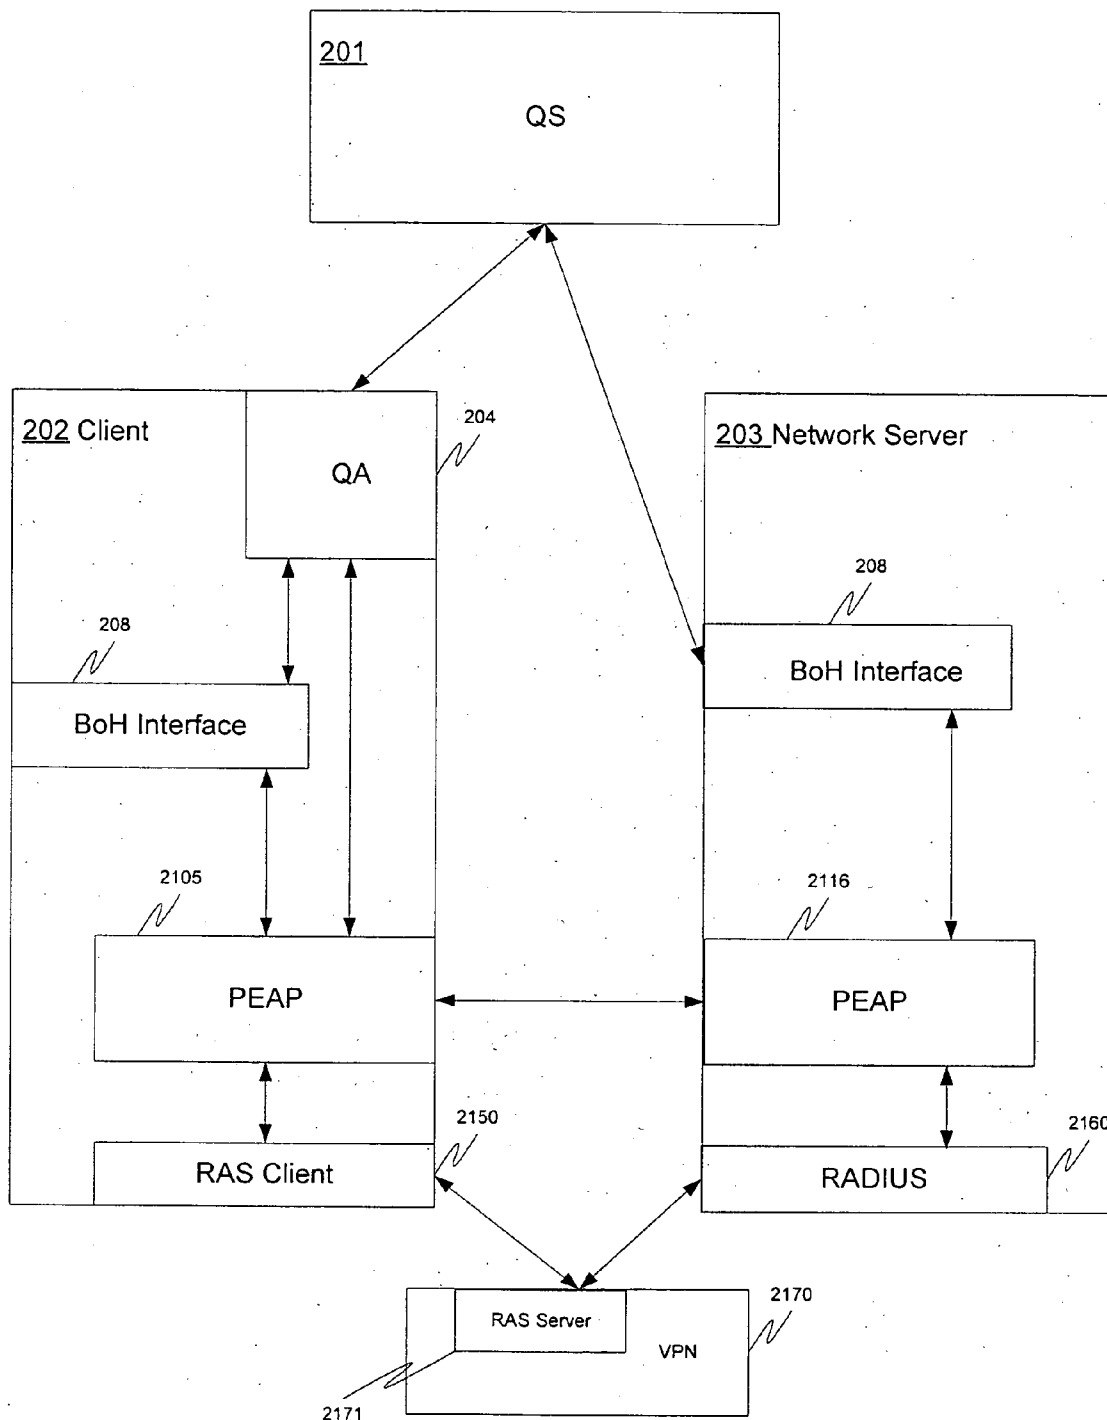 201
QS
202 Client
204
QA
203 Network Server
208
BoH Interface
208
BoH Interface
2105
PEAP
2116
PEAP
2150
RAS Client
2160
RADIUS
2170
RAS Server
VPN
2171